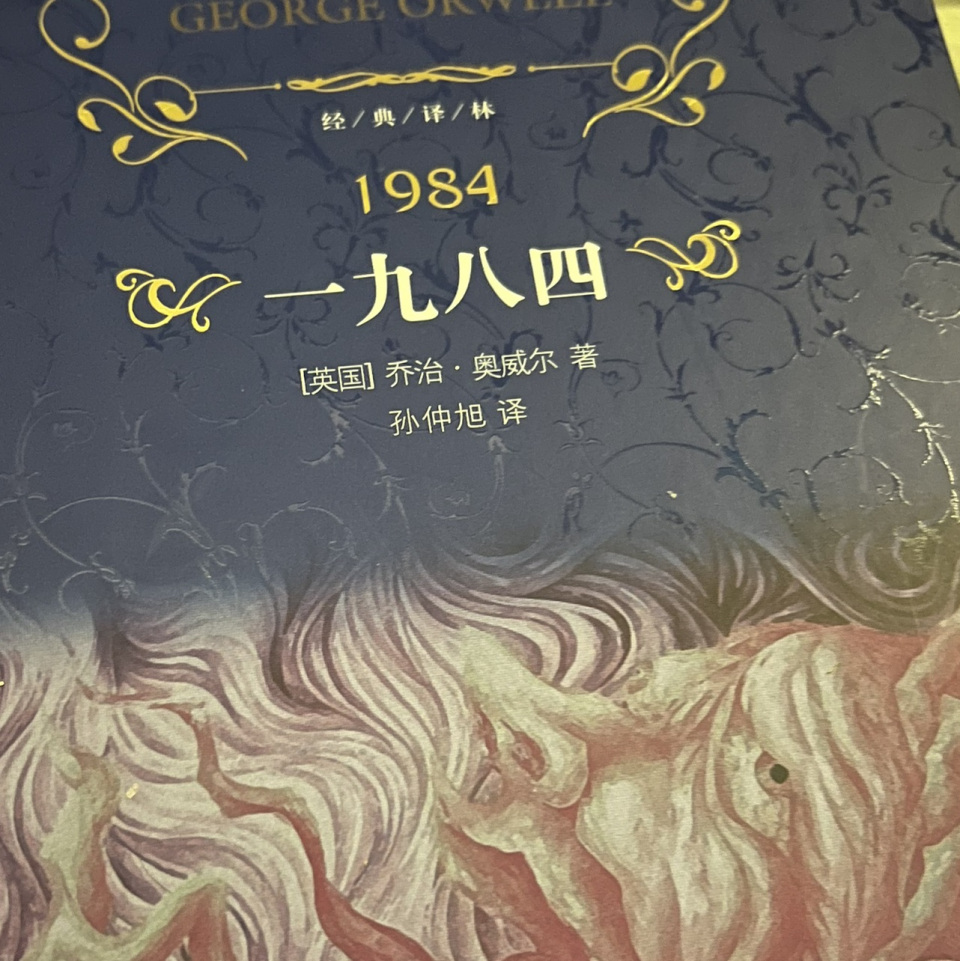 GEORGE ORWELL
经/典/译/林
1984
一九八四
[英国] 乔治·奥威尔 著
孙仲旭 译